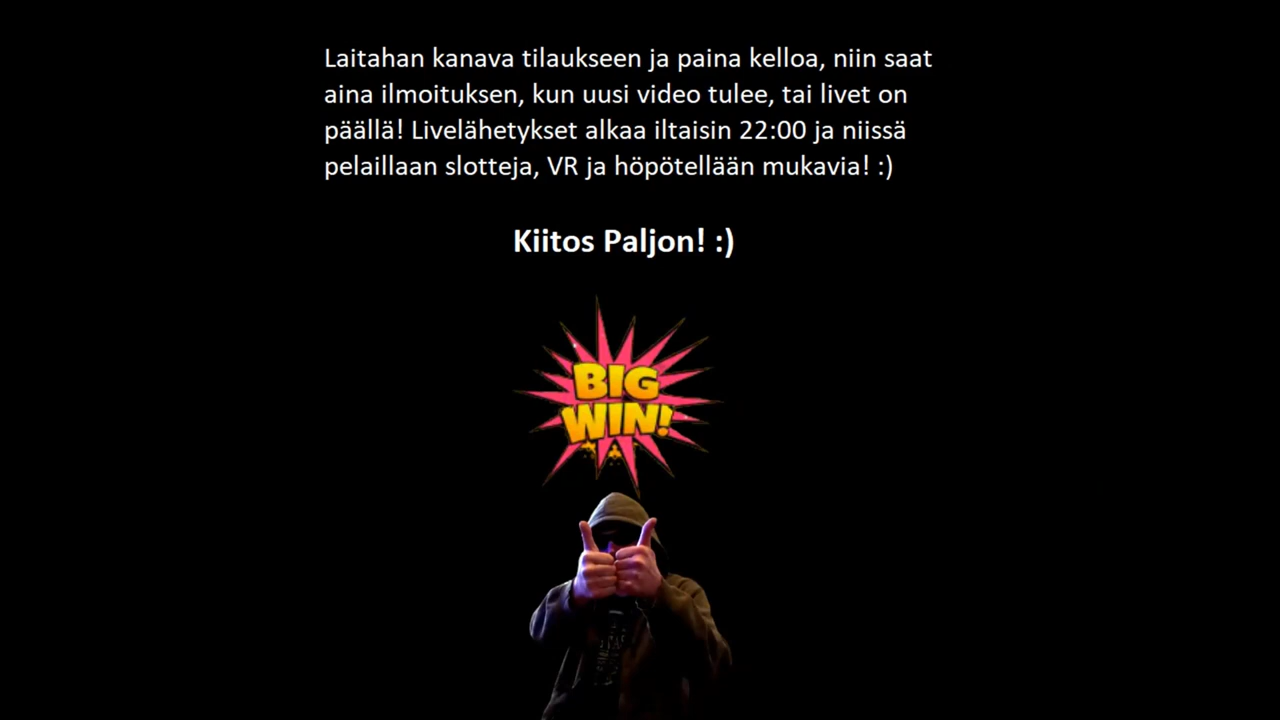 Laitahan kanava tilaukseen ja paina kelloa, niin saat
aina ilmoituksen, kun uusi video tulee, tai livet on
päällä! Livelähetykset alkaa iltaisin 22:00 ja niissä
pelaillaan slotteja, VR ja höpötellään mukavia! :)
Kiitos Paljon! :)
BIG
WIN!